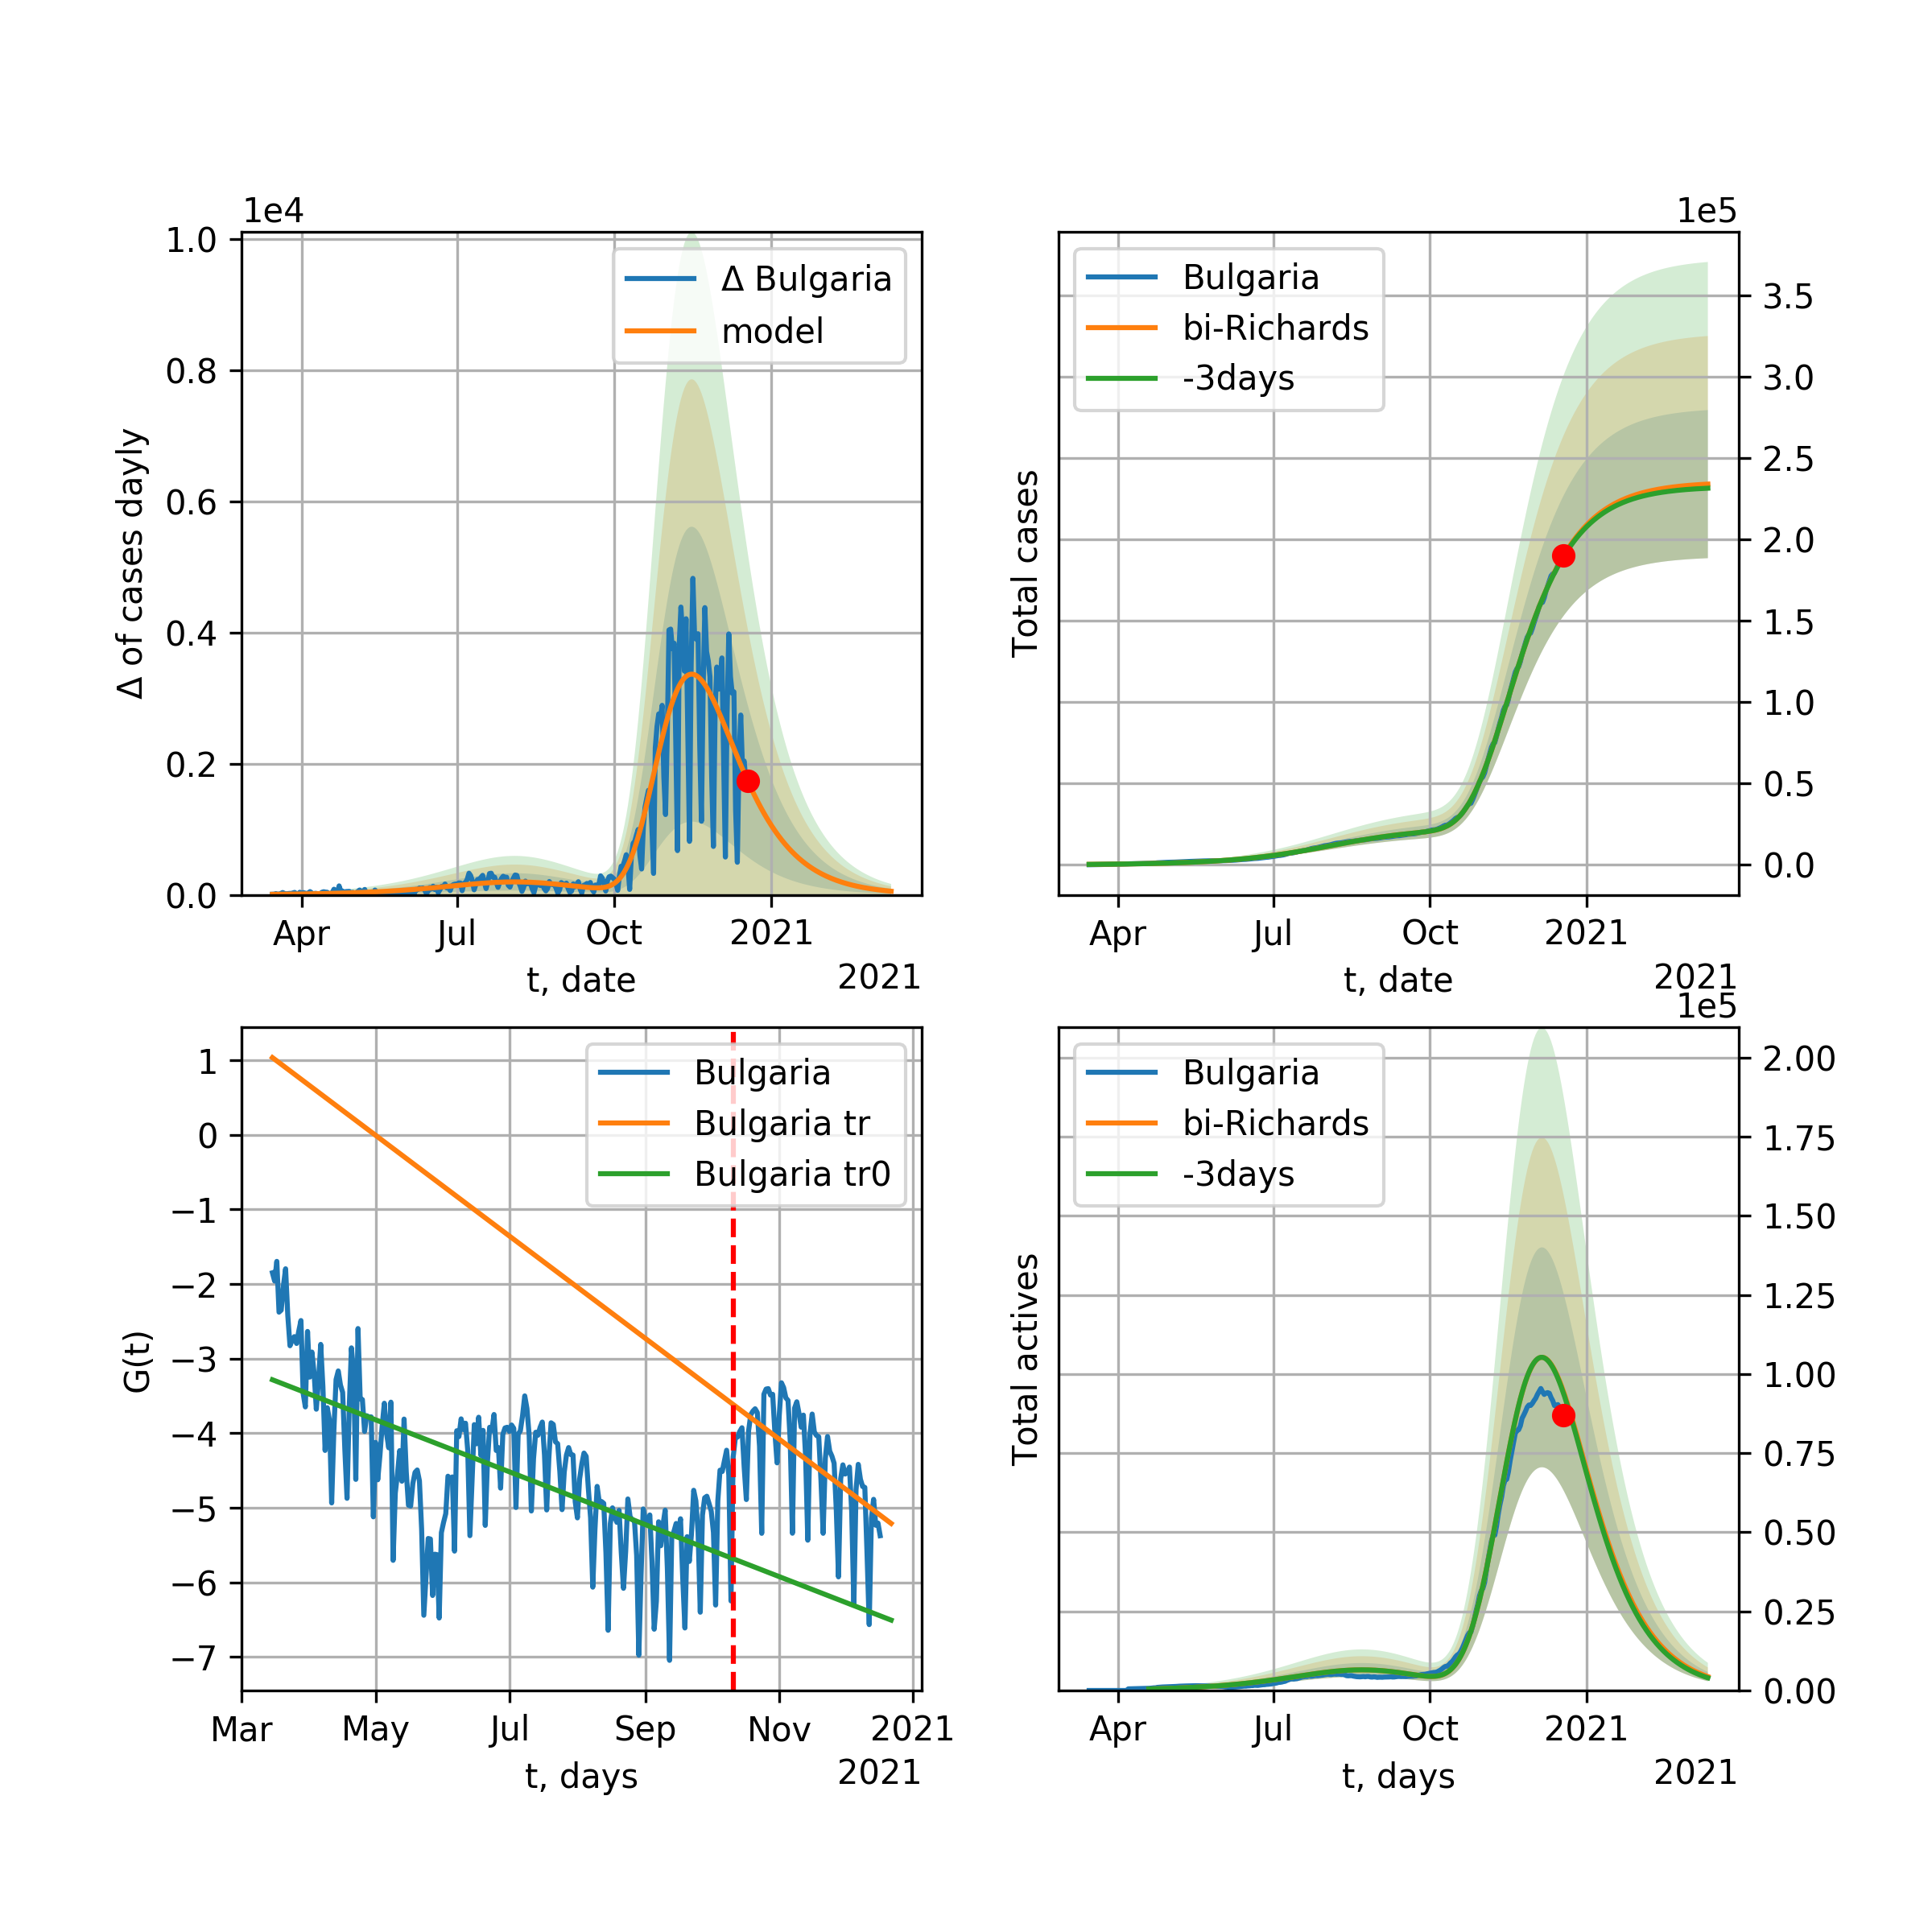 1e4
1.0
0.8
0.6
0.4
0.2
0.0
Δ of cases dayly
Δ Bulgaria
model
Apr Jul Oct 2021
t, date
2021
1e5
Bulgaria
bi-Richards
-3days
Total cases
3.5
3.0
2.5
2.0
1.5
1.0
0.5
0.0
Apr Jul Oct 2021
t, date
2021
1
0
−1
−2
−3
−4
−5
−6
−7
G(t)
Bulgaria
Bulgaria tr
Bulgaria tr0
Mar May Jul Sep Nov 2021
t, days
2021
1e5
Bulgaria
bi-Richards
-3days
Total actives
2.00
1.75
1.50
1.25
1.00
0.75
0.50
0.25
0.00
Apr Jul Oct 2021
t, days
2021